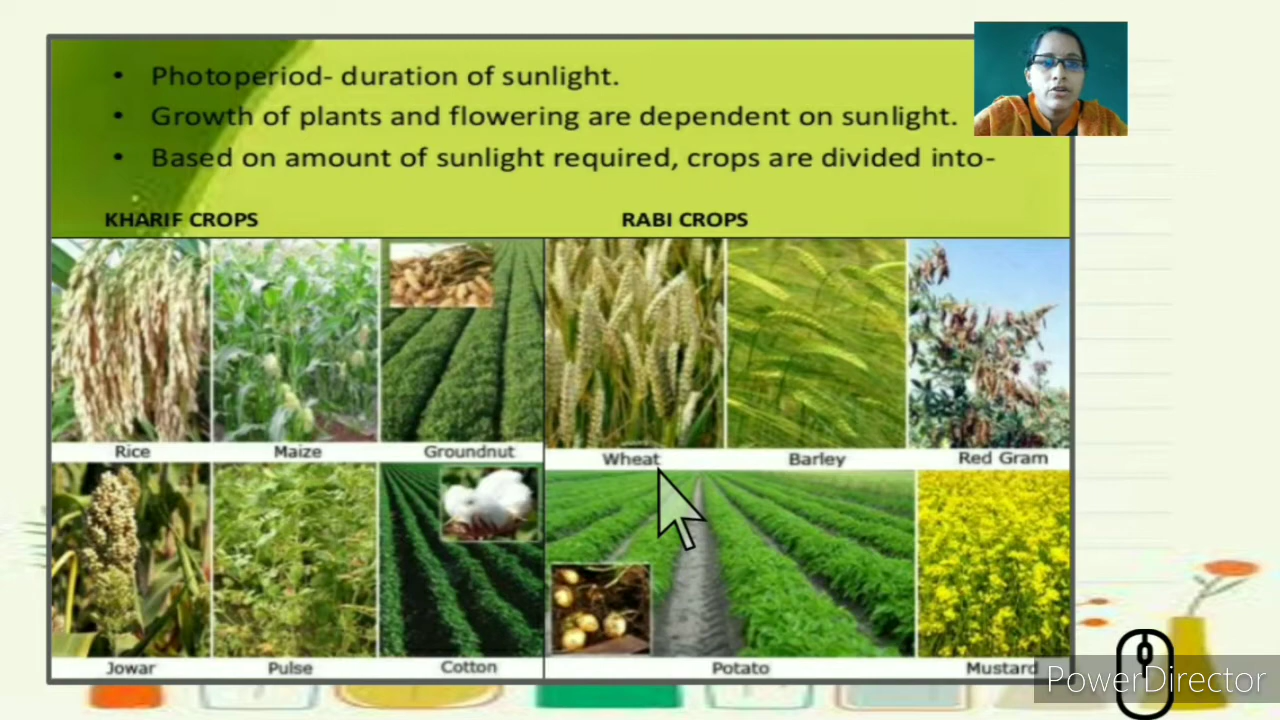 • Photoperiod- duration of sunlight.
• Growth of plants and flowering are dependent on sunlight.
• Based on amount of sunlight required, crops are divided into-
KHARIF CROPS
RABI CROPS
Rice
Maize
Groundnut
Wheat
Barley
Red Gram
Jowar
Pulse
Cotton
Potato
Mustard
PowerDirector